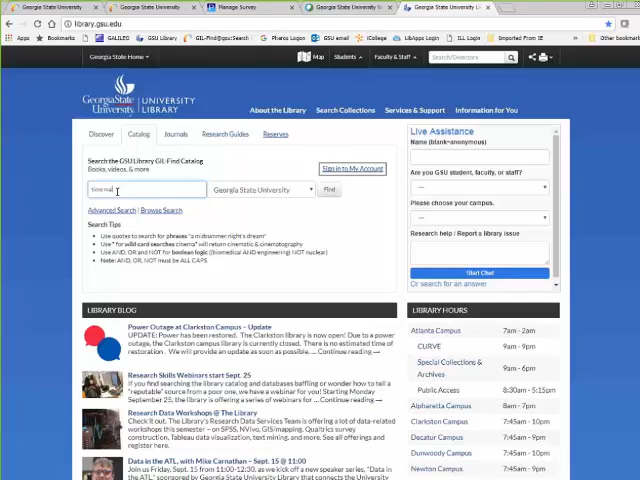 Georgia State University
Georgia State University
Manage Survey
Georgia State University N
Georgia State University Li
library.gsu.edu
Apps
Bookmarks
GALILEO
GSU Library
GIL-Find@gsu:Search
Pharos Logon
GSU email
iCollege
LibApps Login
ILL Login
Imported From IE
Other bookmarks
Georgia State Home
Map
Students
Faculty & Staff
Search/Directory
Georgia State University
UNIVERSITY LIBRARY
About the Library
Search Collections
Services & Support
Information for You
Discover
Catalog
Journals
Research Guides
Reserves
Search the GSU Library GIL-Find Catalog
Books, videos, & more
Sign in to My Account
time ma
Georgia State University
Find
Advanced Search | Browse Search
Search Tips
• Use quotes to search for phrases "a midsummer night's dream"
• Use * for wild card searches cinema* will return cinematic & cinematography
• Use AND, OR and NOT for boolean logic ((biomedical AND engineering) NOT nuclear)
• Note: AND, OR, NOT must be ALL CAPS.
Live Assistance
Name (blank=anonymous)
Are you GSU student, faculty, or staff?
---
Please choose your campus.
---
Research help / Report a library issue
Start Chat
Or search for an answer
LIBRARY BLOG
Power Outage at Clarkston Campus – Update
UPDATE: Power has been restored. The Clarkston library is now open! Due to a power
outage, the Clarkston campus library is currently closed. There is no estimated time of
restoration . We will provide an update as soon as possible. ... Continue reading →
Research Skills Webinars start Sept. 25
If you find searching the library catalog and databases baffling or wonder how to tell a
"reputable" source from a poor one, we have a webinar for you! Starting Monday
September 25, the library is offering a series of webinars for ... Continue reading →
Research Data Workshops @ The Library
Check it out. The Library's Research Data Services Team is offering a lot of data-related
workshops this semester – on SPSS, NVivo, GIS/mapping, Qualtrics survey
construction, Tableau data visualization, text mining, and more. See all offerings and
register here.
Data in the ATL, with Mike Carnathan – Sept. 15 @ 11:00
Join us Friday, Sept. 15 from 11:00-12:30, as we kick off a new speaker series, "Data in
the ATL" sponsored by Georgia State University Library that connects the University
LIBRARY HOURS
Atlanta Campus 7am - 2am
CURVE 9am - 9pm
Special Collections & Archives 9am - 6pm
Public Access 8:30am - 5:15pm
Alpharetta Campus 8am - 7pm
Clarkston Campus 7:45am - 10pm
Decatur Campus 7:45am - 9pm
Dunwoody Campus 7:45am - 10pm
Newton Campus 7:45am - 9pm